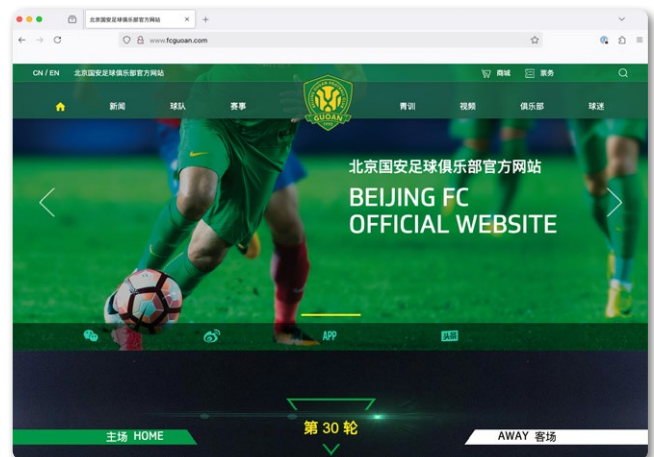 北京国安足球俱乐部官方网站
www.fcguoan.com
CN / EN 北京国安足球俱乐部官方网站
商城 票务
新闻 球队 赛事 青训 视频 俱乐部 球迷
GUOAN
北京国安足球俱乐部官方网站
BEIJING FC
OFFICIAL WEBSITE
APP 头条
第 30 轮
主场 HOME
AWAY 客场